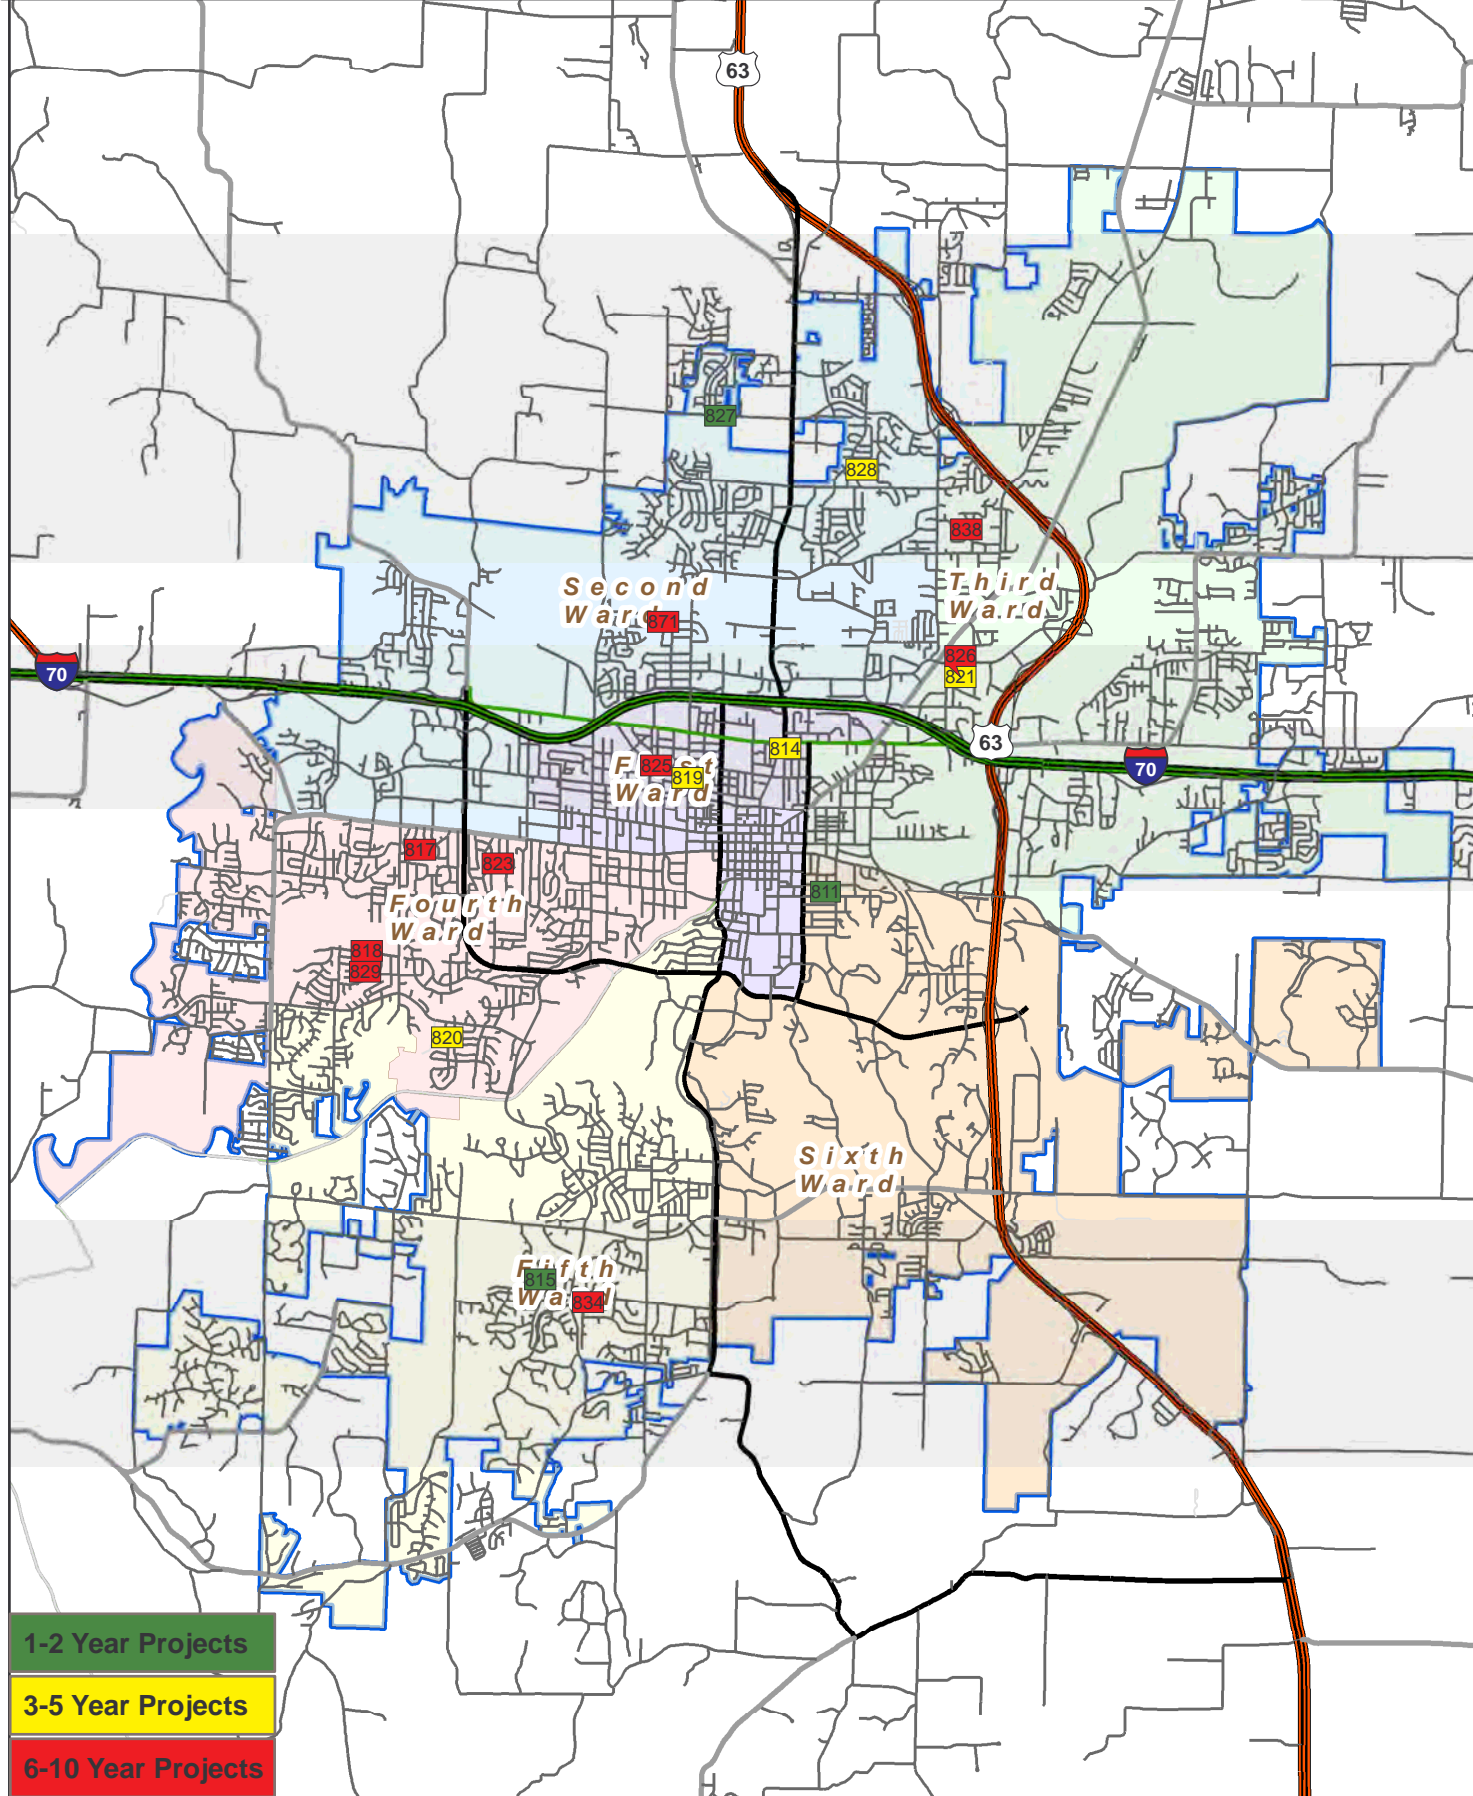 63
827
828
838
Second
Ward
871
Third
Ward
826
821
70
63
70
814
First
Ward
825
819
817
823
811
Fourth
Ward
818
829
820
Sixth
Ward
Fifth
Ward
815
834
1-2 Year Projects
3-5 Year Projects
6-10 Year Projects